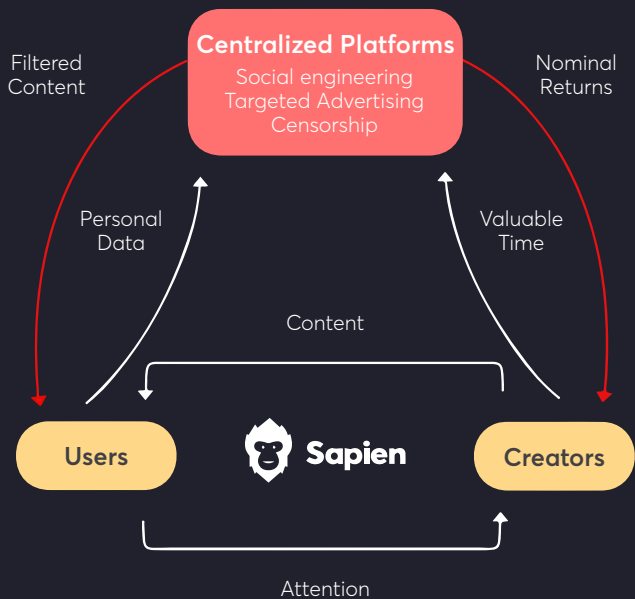 Centralized Platforms
Social engineering
Targeted Advertising
Censorship
Filtered
Content
Nominal
Returns
Personal
Data
Valuable
Time
Content
Users
Sapien
Creators
Attention